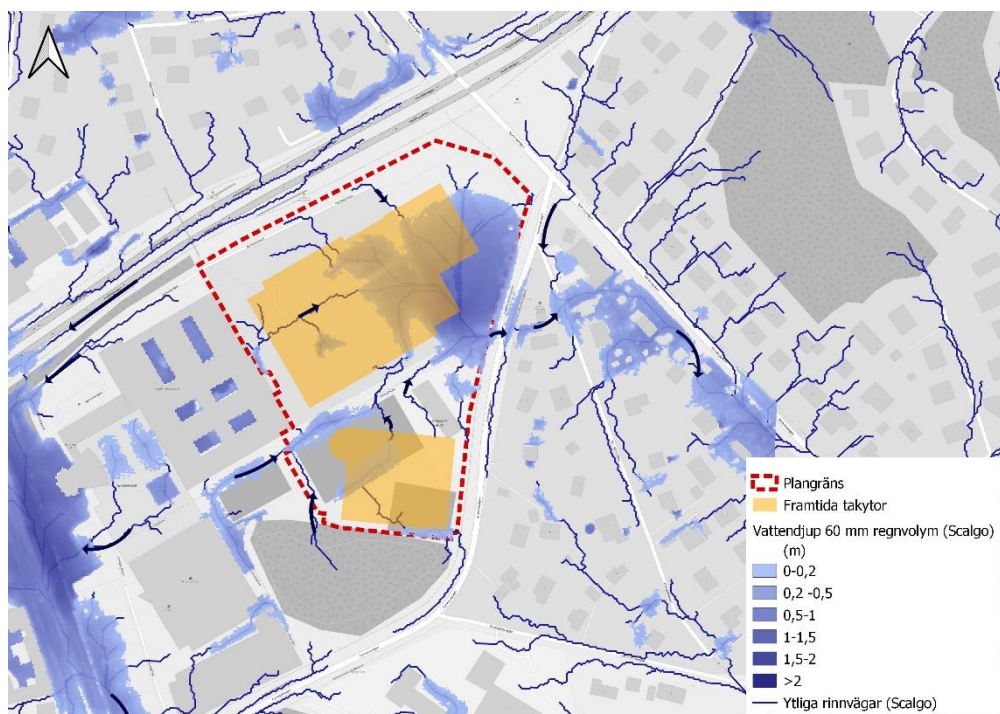 Plangräns
Framtida takytor
Vattendjup 60 mm regnvolym (Scalgo)
(m)
0-0,2
0,2 -0,5
0,5-1
1-1,5
1,5-2
>2
Ytliga rinnvägar (Scalgo)